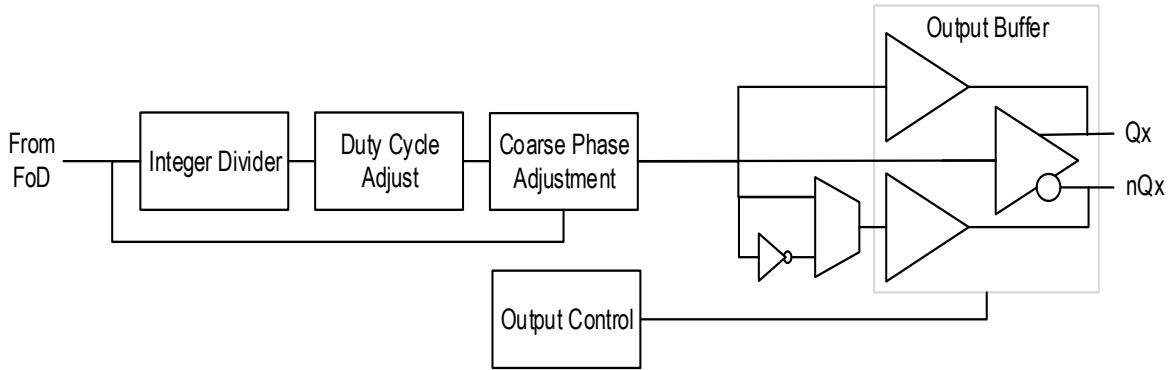 Output Buffer
From
FoD
Integer Divider
Duty Cycle
Adjust
Coarse Phase
Adjustment
Qx
nQx
Output Control